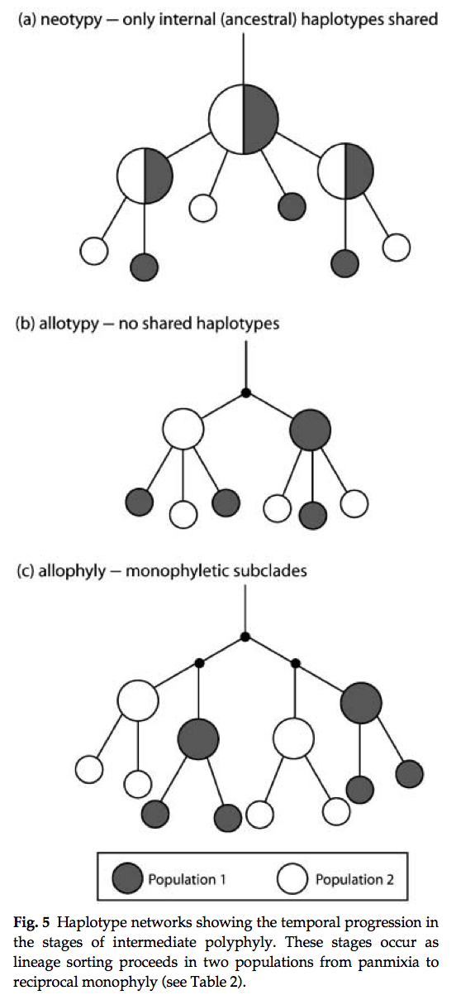 (a) neotypy – only internal (ancestral) haplotypes shared
(b) allotypy – no shared haplotypes
(c) allophyly – monophyletic subclades
Population 1
Population 2
Fig. 5 Haplotype networks showing the temporal progression in
the stages of intermediate polyphyly. These stages occur as
lineage sorting proceeds in two populations from panmixia to
reciprocal monophyly (see Table 2).